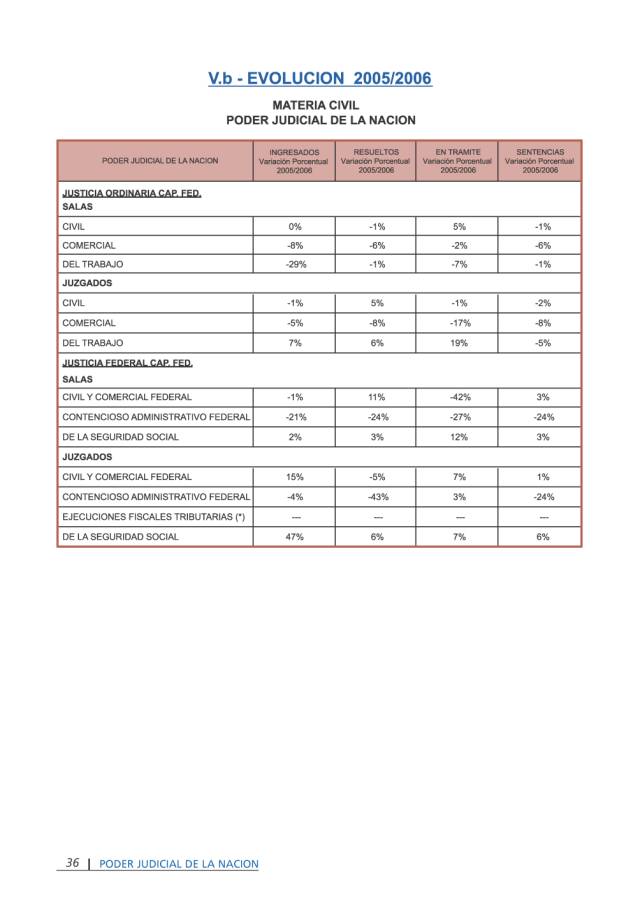 V.b - EVOLUCION 2005/2006
MATERIA CIVIL
PODER JUDICIAL DE LA NACION
PODER JUDICIAL DE LA NACION
INGRESADOS
Variación Porcentual
2005/2006
RESUELTOS
Variación Porcentual
2005/2006
EN TRAMITE
Variación Porcentual
2005/2006
SENTENCIAS
Variación Porcentual
2005/2006
JUSTICIA ORDINARIA CAP. FED.
SALAS
CIVIL 0% -1% 5% -1%
COMERCIAL -8% -6% -2% -6%
DEL TRABAJO -29% -1% -7% -1%
JUZGADOS
CIVIL -1% 5% -1% -2%
COMERCIAL -5% -8% -17% -8%
DEL TRABAJO 7% 6% 19% -5%
JUSTICIA FEDERAL CAP. FED.
SALAS
CIVIL Y COMERCIAL FEDERAL -1% 11% -42% 3%
CONTENCIOSO ADMINISTRATIVO FEDERAL -21% -24% -27% -24%
DE LA SEGURIDAD SOCIAL 2% 3% 12% 3%
JUZGADOS
CIVIL Y COMERCIAL FEDERAL 15% -5% 7% 1%
CONTENCIOSO ADMINISTRATIVO FEDERAL -4% -43% 3% -24%
EJECUCIONES FISCALES TRIBUTARIAS (*) --- --- --- ---
DE LA SEGURIDAD SOCIAL 47% 6% 7% 6%
36 | PODER JUDICIAL DE LA NACION